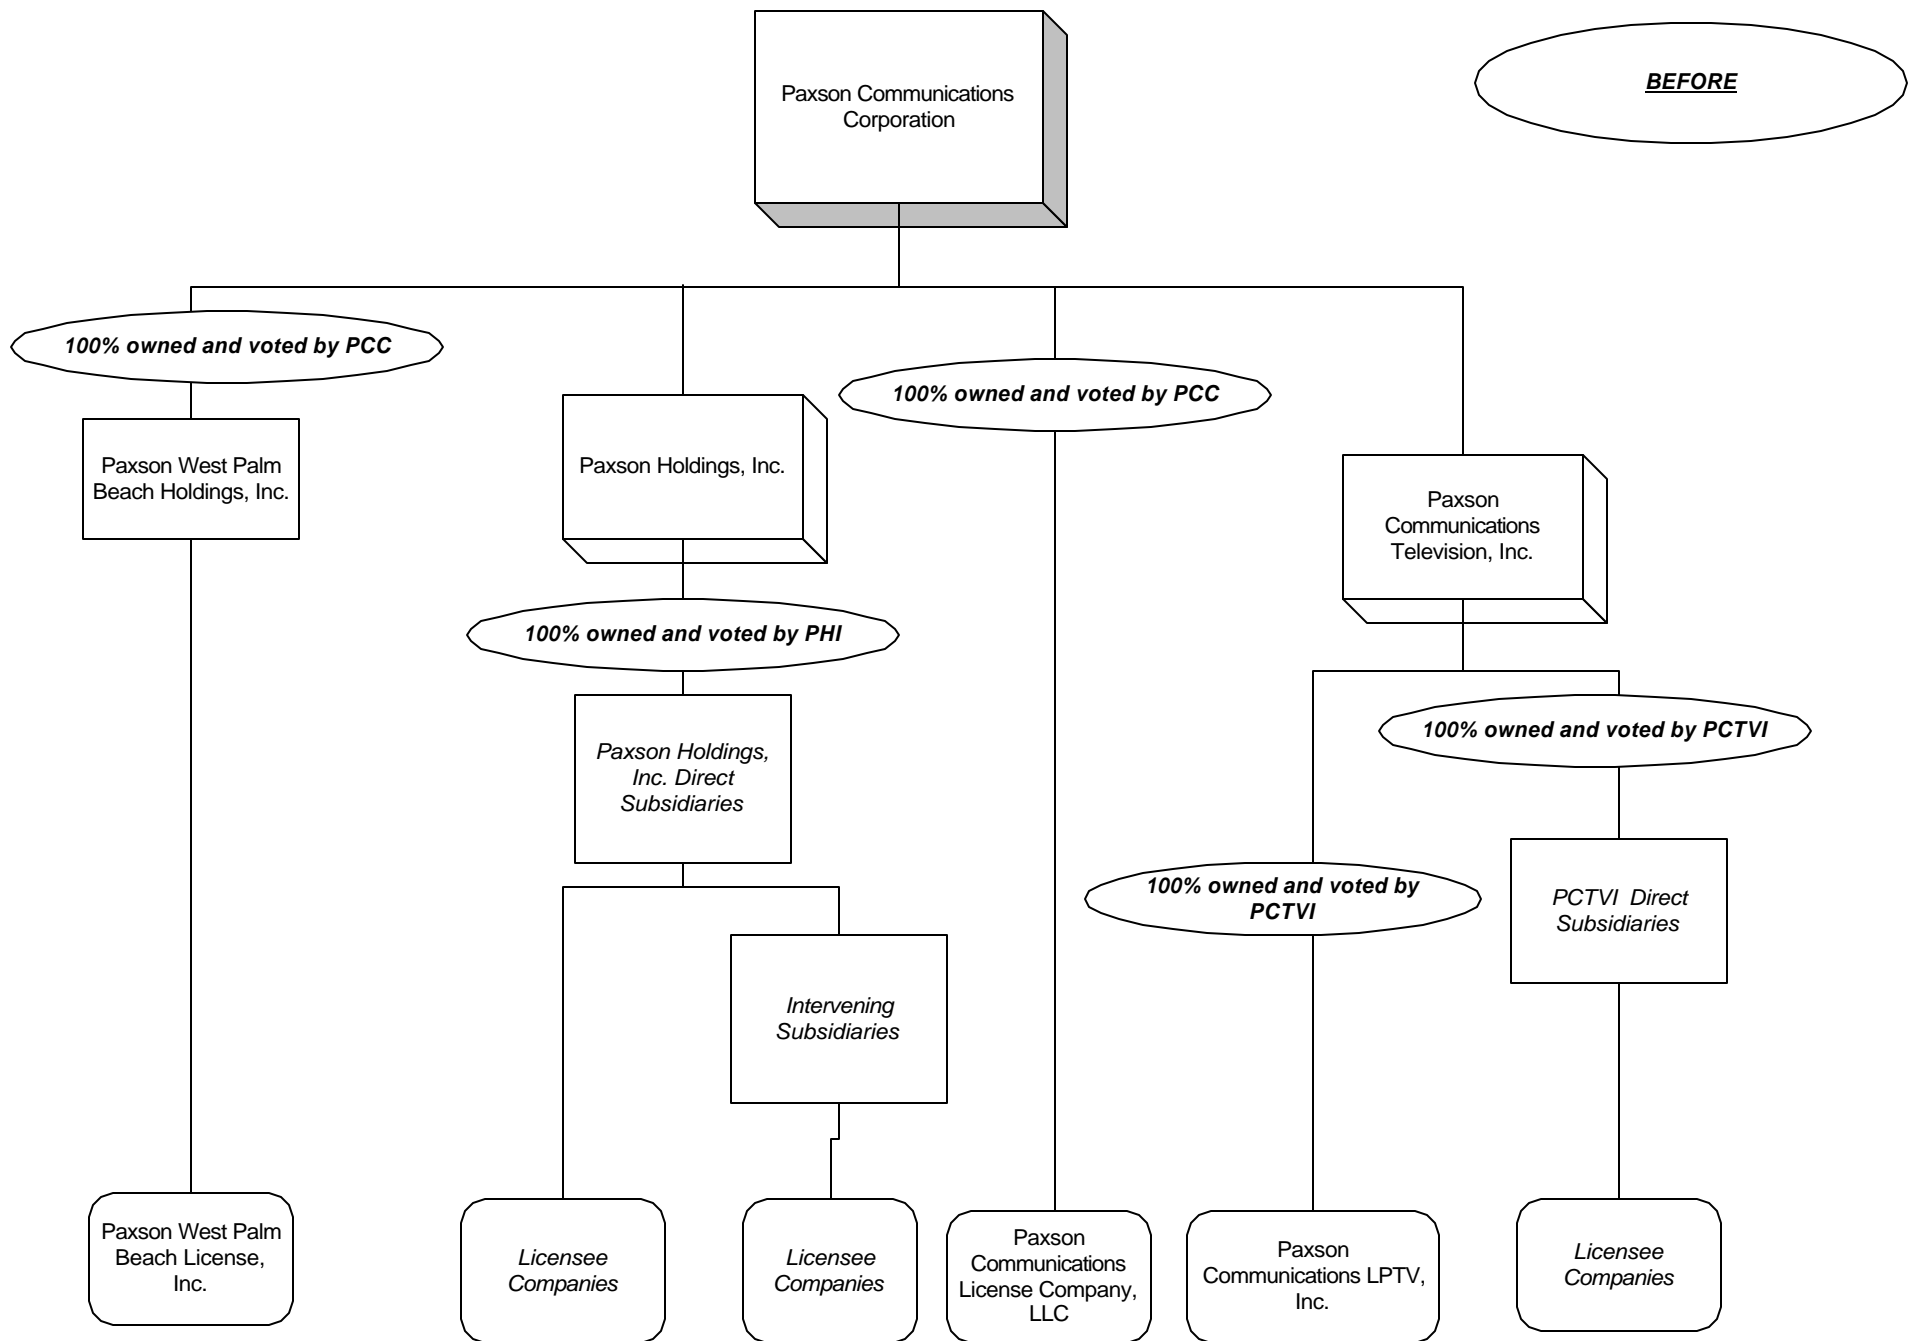 Paxson Communications
Corporation
BEFORE
100% owned and voted by PCC
100% owned and voted by PCC
Paxson West Palm
Beach Holdings, Inc.
Paxson Holdings, Inc.
Paxson
Communications
Television, Inc.
100% owned and voted by PHI
100% owned and voted by PCTVI
Paxson Holdings,
Inc. Direct
Subsidiaries
100% owned and voted by
PCTVI
PCTVI  Direct
Subsidiaries
Intervening
Subsidiaries
Paxson West Palm
Beach License,
Inc.
Licensee
Companies
Licensee
Companies
Paxson
Communications
License Company,
LLC
Paxson
Communications LPTV,
Inc.
Licensee
Companies